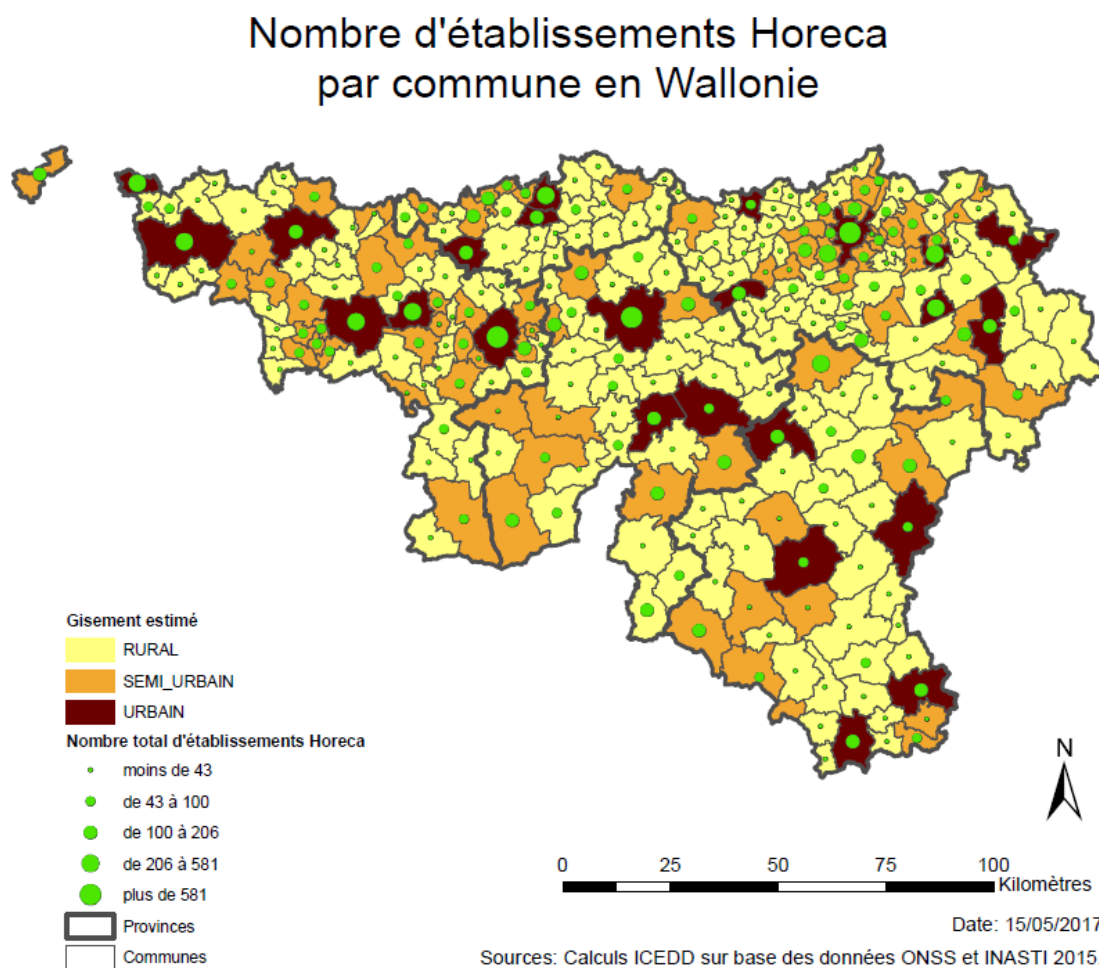 Nombre d'établissements Horeca
par commune en Wallonie
Gisement estimé
RURAL
SEMI_URBAIN
URBAIN
Nombre total d'établissements Horeca
moins de 43
de 43 à 100
de 100 à 206
de 206 à 581
plus de 581
Provinces
Communes
N
0 25 50 75 100
Kilomètres
Date: 15/05/2017
Sources: Calculs ICEDD sur base des données ONSS et INASTI 2015